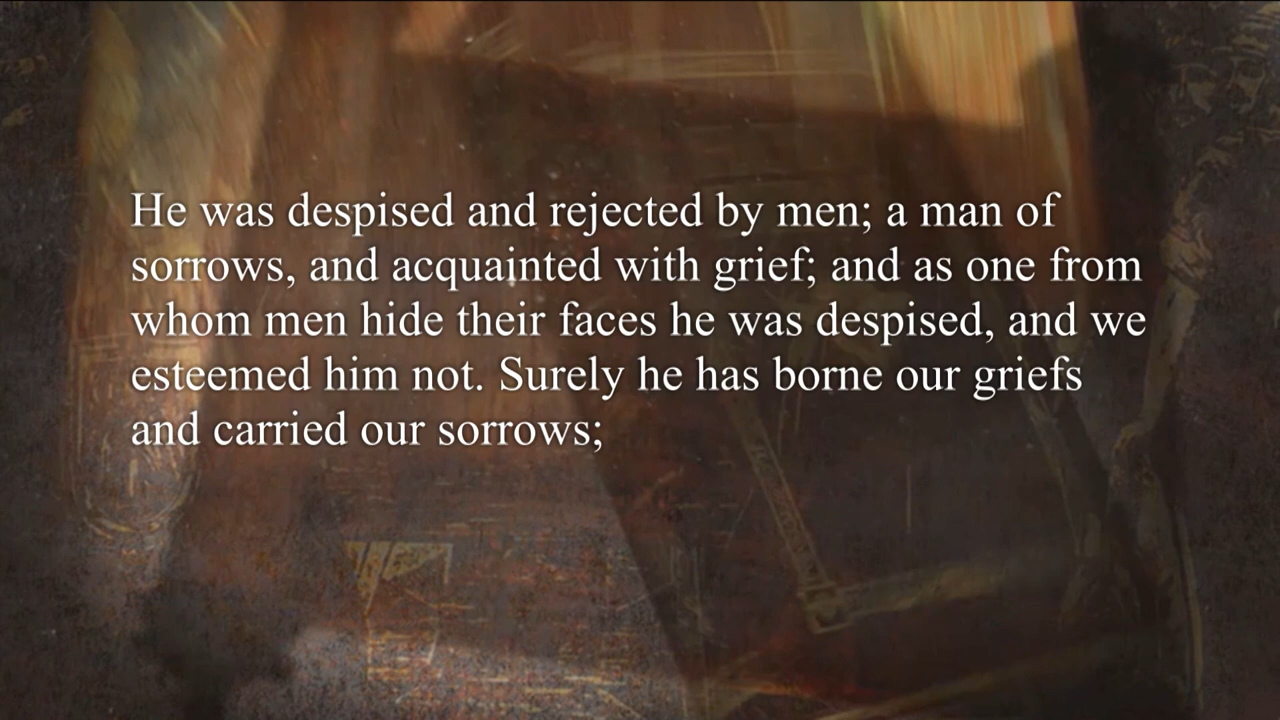 He was despised and rejected by men; a man of
sorrows, and acquainted with grief; and as one from
whom men hide their faces he was despised, and we
esteemed him not. Surely he has borne our griefs
and carried our sorrows;